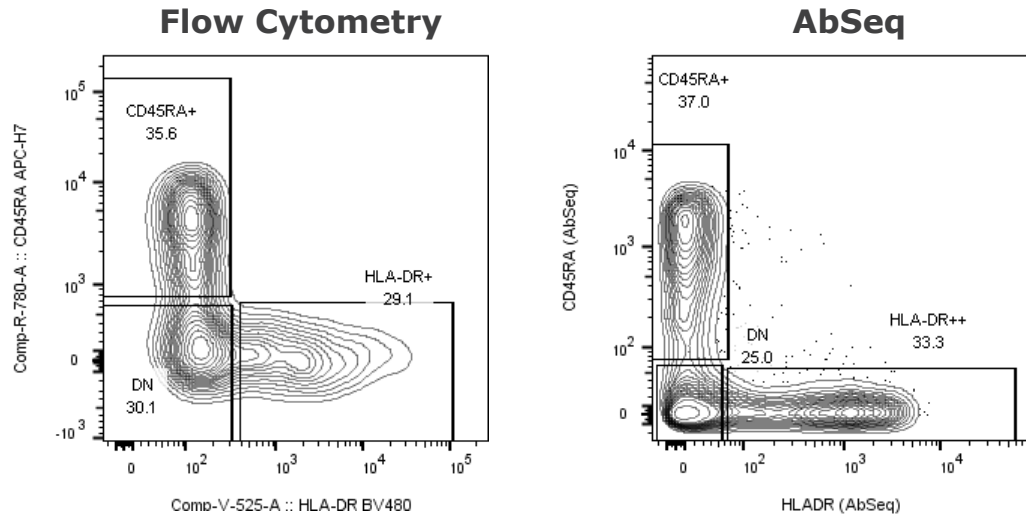 Flow Cytometry
CD45RA+
35.6
HLA-DR+
29.1
DN
30.1
10^5
10^4
10^3
0
-10^3
0
10^2
10^3
10^4
10^5
Comp-R-780-A :: CD45RA APC-H7
Comp-V-525-A :: HLA-DR BV480
AbSeq
CD45RA+
37.0
HLA-DR++
33.3
DN
25.0
10^4
10^3
10^2
0
0
10^2
10^3
10^4
CD45RA (AbSeq)
HLADR (AbSeq)